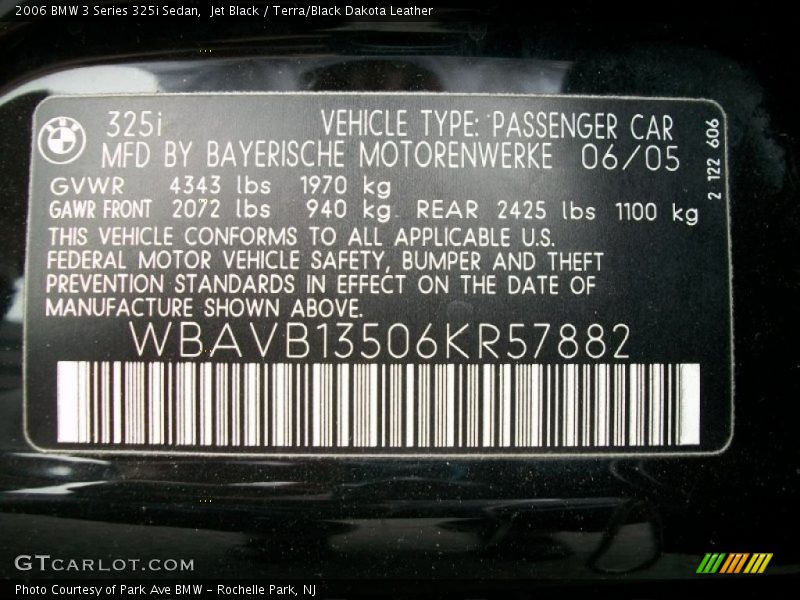 2006 BMW 3 Series 325i Sedan,  Jet Black / Terra/Black Dakota Leather
325i VEHICLE TYPE: PASSENGER CAR
MFD BY BAYERISCHE MOTORENWERKE 06/05
GVWR 4343 lbs 1970 kg
GAWR FRONT 2072 lbs 940 kg REAR 2425 lbs 1100 kg
THIS VEHICLE CONFORMS TO ALL APPLICABLE U.S.
FEDERAL MOTOR VEHICLE SAFETY, BUMPER AND THEFT
PREVENTION STANDARDS IN EFFECT ON THE DATE OF
MANUFACTURE SHOWN ABOVE.
WBAVB13506KR57882
2 122 606
GTCARLOT.COM
Photo Courtesy of Park Ave BMW - Rochelle Park, NJ